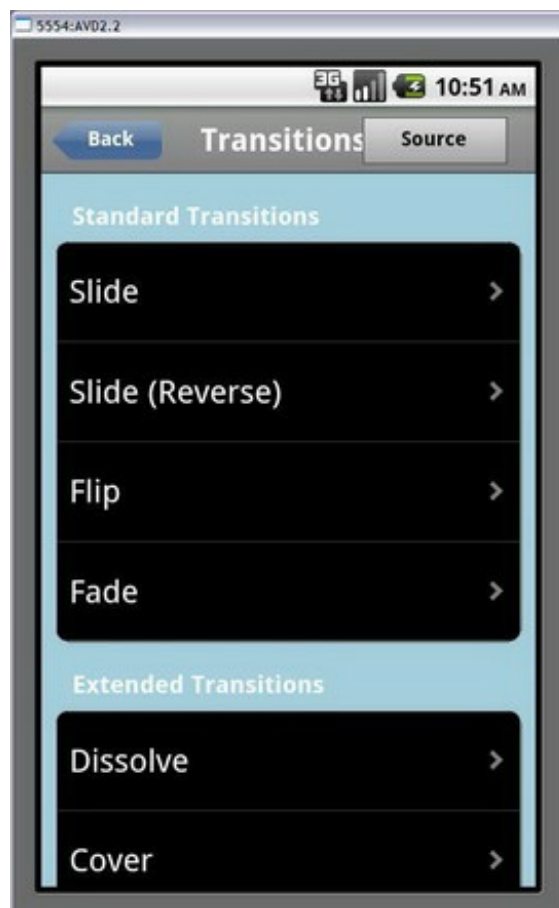 5554:AVD2.2
3G 10:51 AM
Back Transitions Source
Standard Transitions
Slide
Slide (Reverse)
Flip
Fade
Extended Transitions
Dissolve
Cover